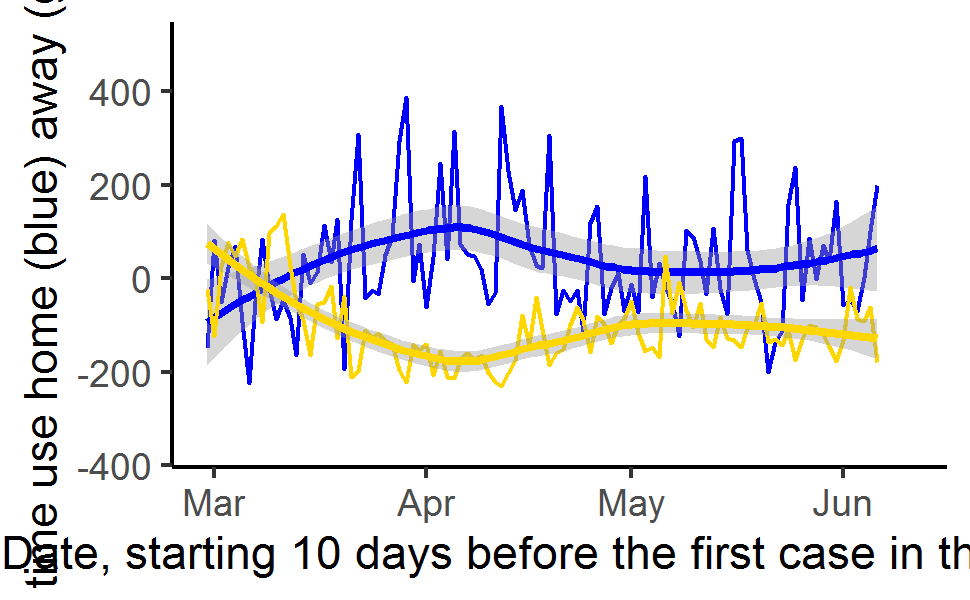 time use home (blue) away (g
400
200
0
-200
-400
Mar Apr May Jun
Date, starting 10 days before the first case in th